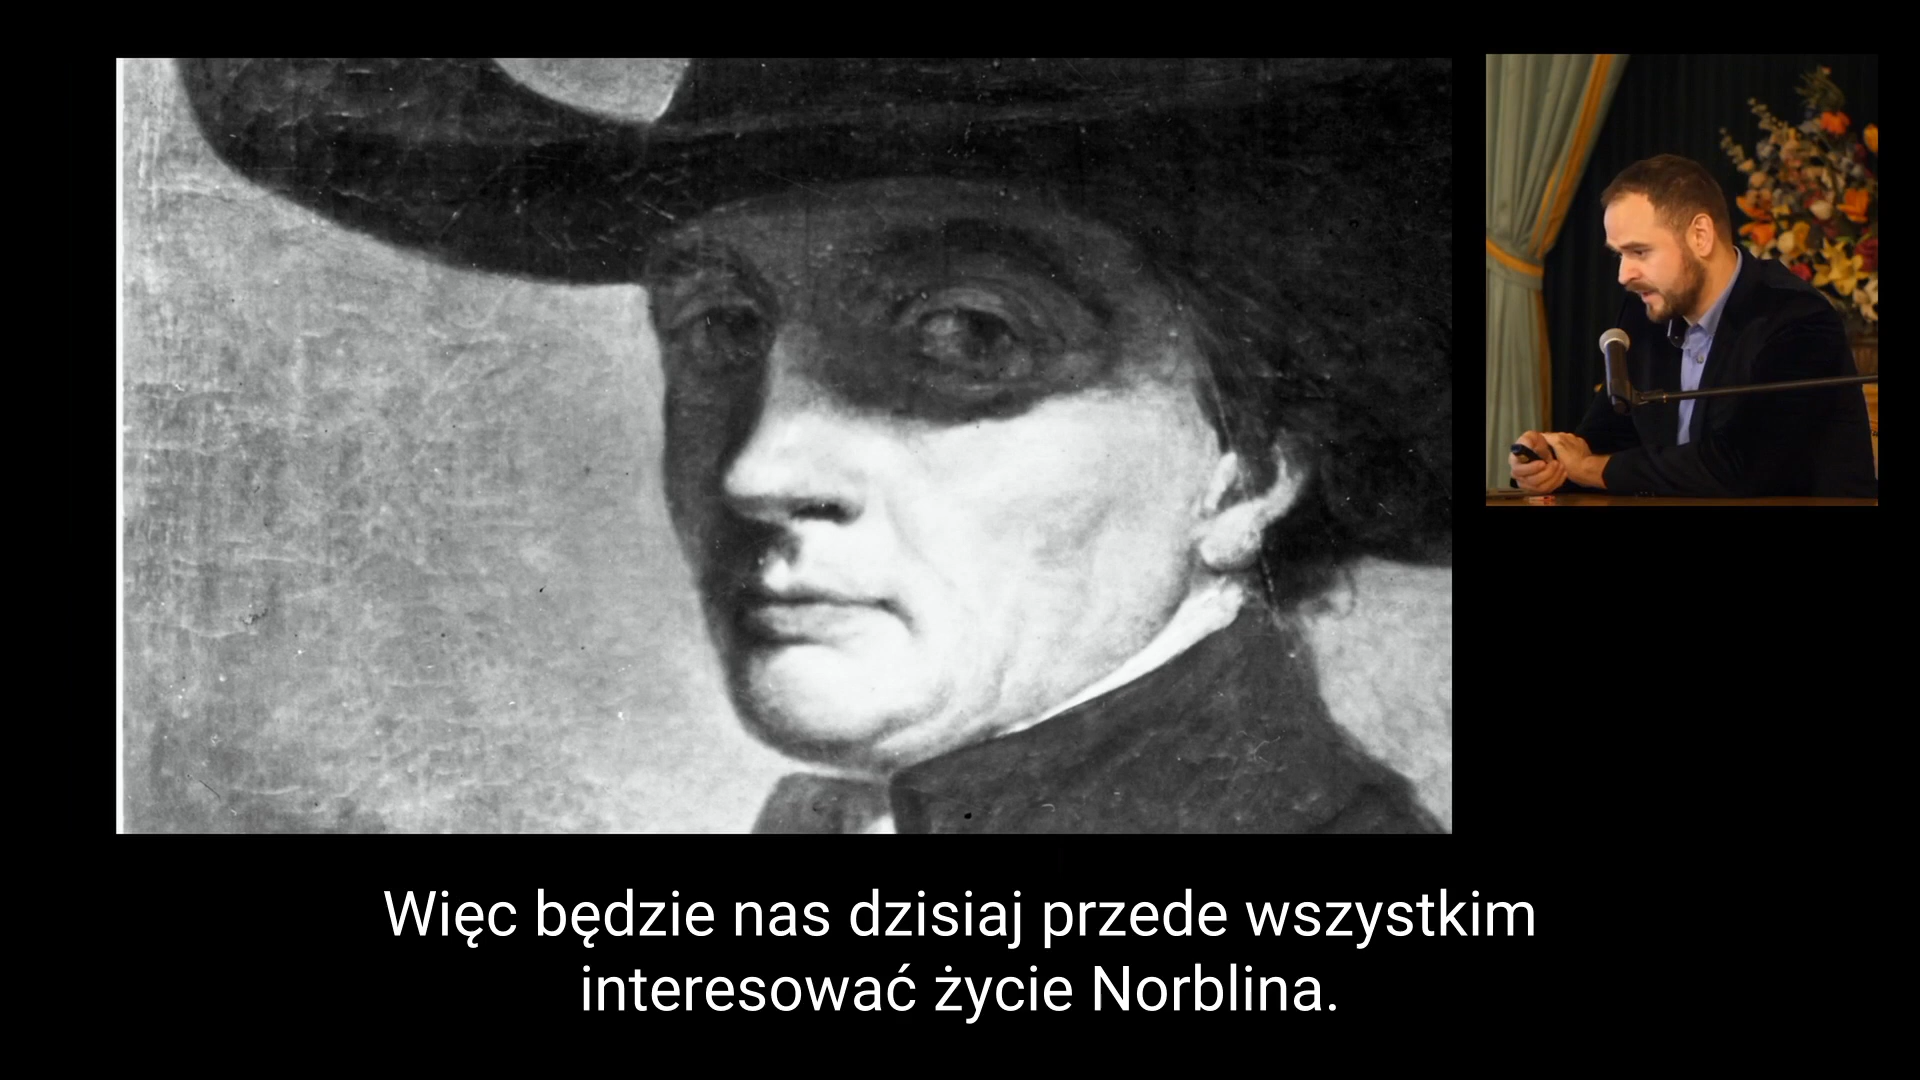 Więc będzie nas dzisiaj przede wszystkim
interesować życie Norblina.